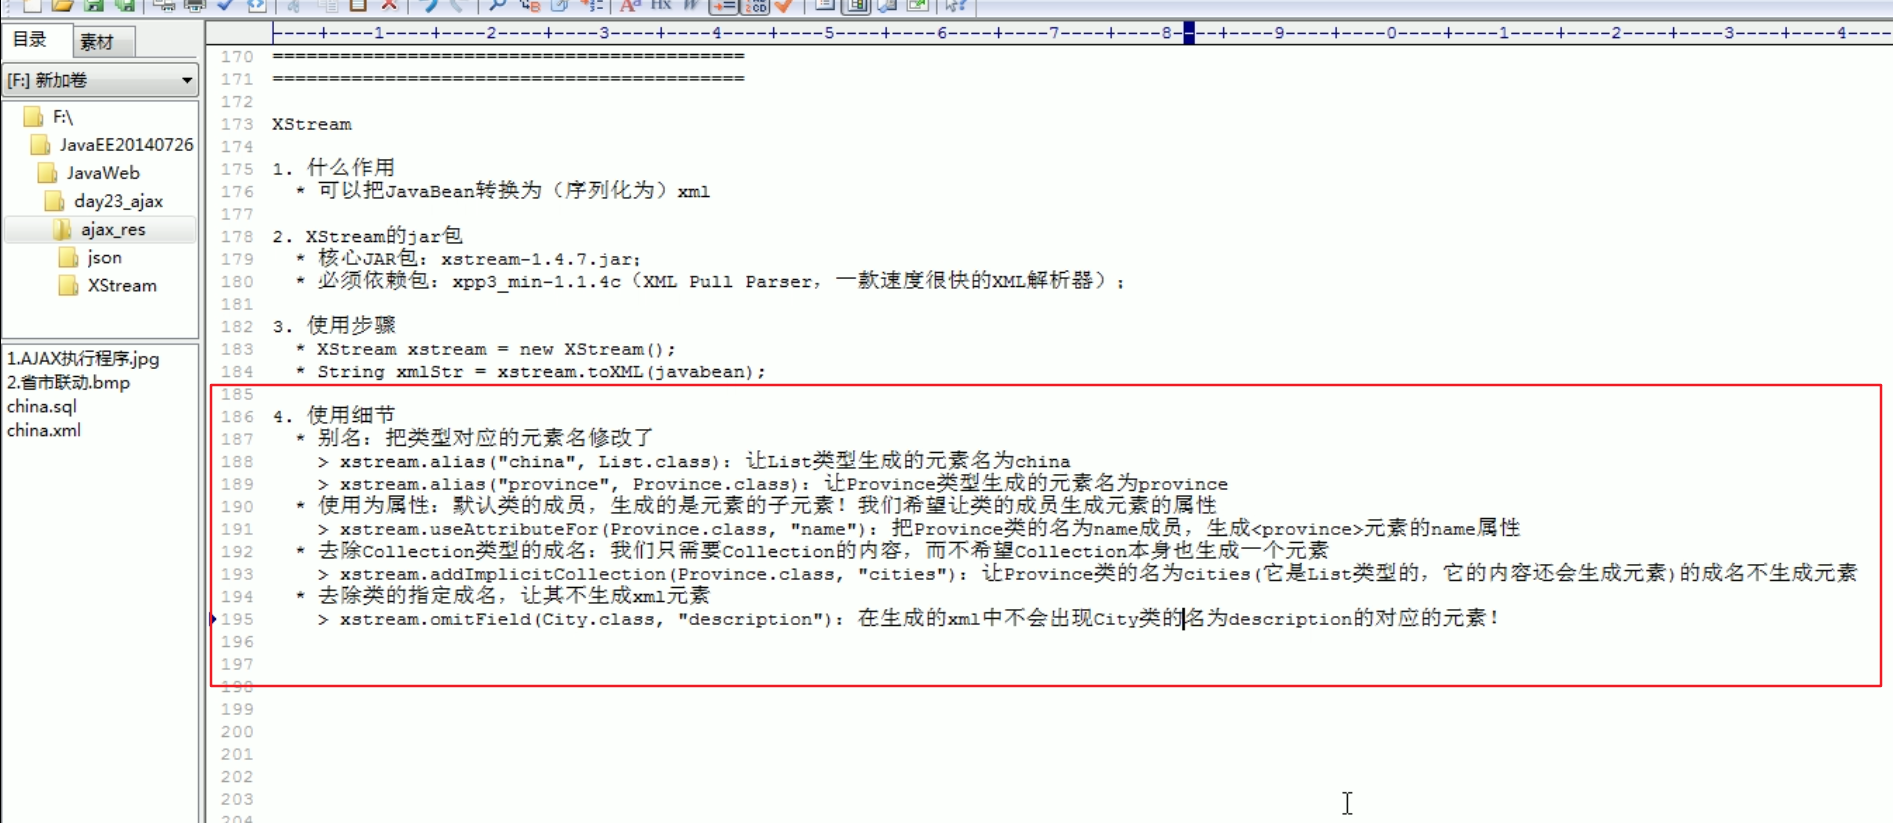 目录
素材
[F:] 新加卷
F:\
JavaEE20140726
JavaWeb
day23_ajax
ajax_res
json
XStream
1.AJAX执行程序.jpg
2.省市联动.bmp
china.sql
china.xml
----+----1----+----2----+----3----+----4----+----5----+----6----+----7----+----8----+----9----+----0----+----1----+----2----+----3----+----4----
170 ==========================================
171 ==========================================
172
173 XStream
174
175 1. 什么作用
176 * 可以把JavaBean转换为（序列化为）xml
177
178 2. XStream的jar包
179 * 核心JAR包：xstream-1.4.7.jar;
180 * 必须依赖包：xpp3_min-1.1.4c（XML Pull Parser，一款速度很快的XML解析器）;
181
182 3. 使用步骤
183 * XStream xstream = new XStream();
184 * String xmlStr = xstream.toXML(javabean);
185
186 4. 使用细节
187 * 别名：把类型对应的元素名修改了
188 > xstream.alias("china", List.class)：让List类型生成的元素名为china
189 > xstream.alias("province", Province.class)：让Province类型生成的元素名为province
190 * 使用为属性：默认类的成员，生成的是元素的子元素！我们希望让类的成员生成元素的属性
191 > xstream.useAttributeFor(Province.class, "name")：把Province类的名为name成员，生成<province>元素的name属性
192 * 去除Collection类型的成名：我们只需要Collection的内容，而不希望Collection本身也生成一个元素
193 > xstream.addImplicitCollection(Province.class, "cities")：让Province类的名为cities(它是List类型的，它的内容还会生成元素)的成名不生成元素
194 * 去除类的指定成名，让其不生成xml元素
195 > xstream.omitField(City.class, "description")：在生成的xml中不会出现City类的名为description的对应的元素！
196
197
198
199
200
201
202
203
204